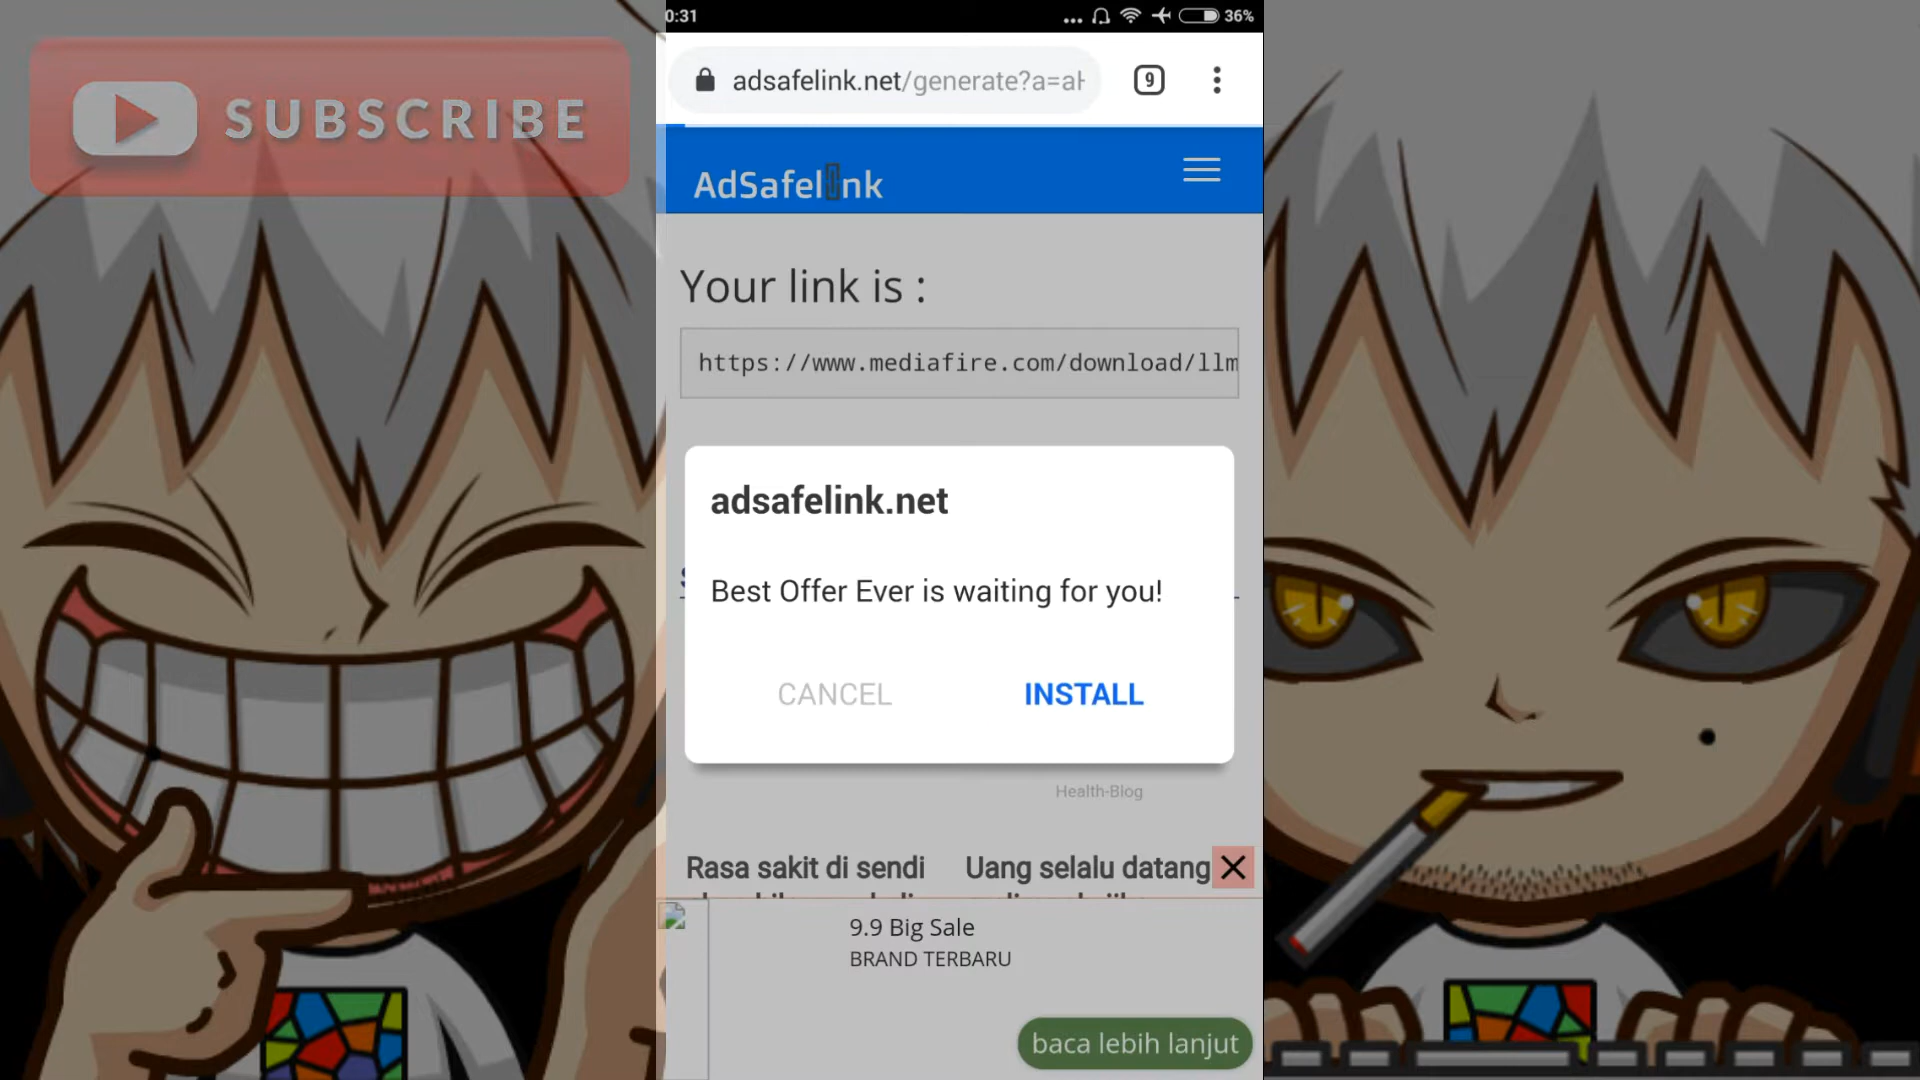 SUBSCRIBE
0:31
36%
adsafelink.net/generate?a=aH
9
AdSafelink
Your link is :
https://www.mediafire.com/download/llm
adsafelink.net
Best Offer Ever is waiting for you!
CANCEL
INSTALL
Health-Blog
Rasa sakit di sendi
Uang selalu datang
9.9 Big Sale
BRAND TERBARU
baca lebih lanjut